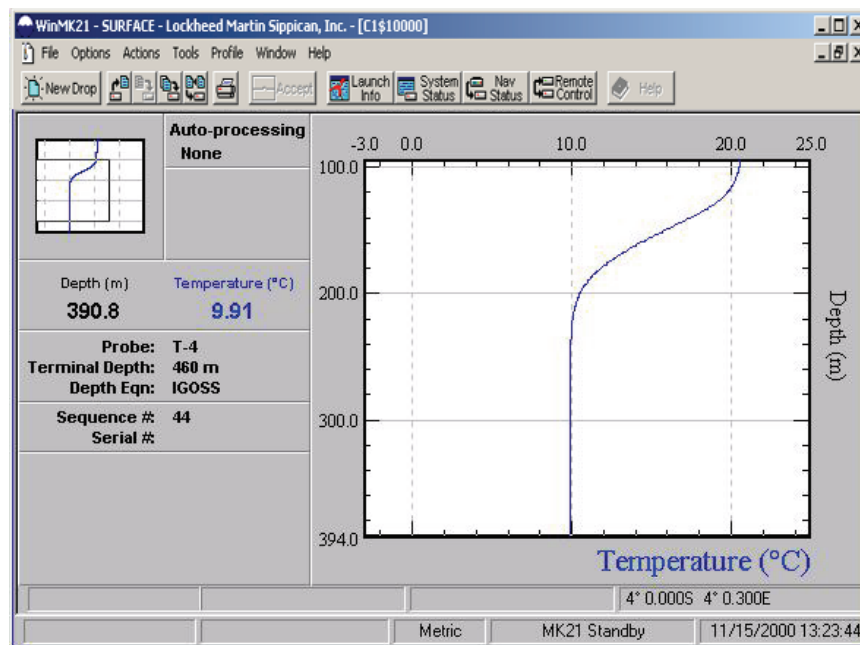 WinMK21 - SURFACE - Lockheed Martin Sippican, Inc. - [C1$10000]
File Options Actions Tools Profile Window Help
New Drop Accept Launch Info System Status Nav Status Remote Control Help
Auto-processing
None
Depth (m) Temperature (°C)
390.8 9.91
Probe: T-4
Terminal Depth: 460 m
Depth Eqn: IGOSS
Sequence #: 44
Serial #:
-3.0 0.0 10.0 20.0 25.0
100.0
200.0
300.0
394.0
Depth (m)
Temperature (°C)
4° 0.000S 4° 0.300E
Metric MK21 Standby 11/15/2000 13:23:44